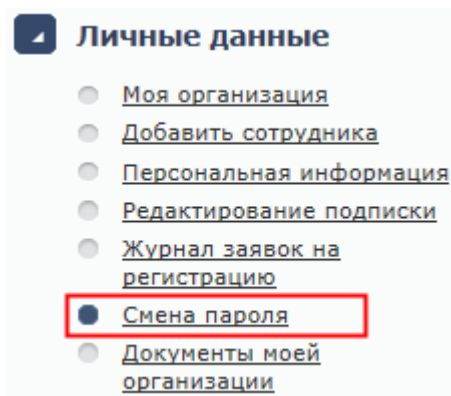 Личные данные
Моя организация
Добавить сотрудника
Персональная информация
Редактирование подписки
Журнал заявок на
регистрацию
Смена пароля
Документы моей
организации